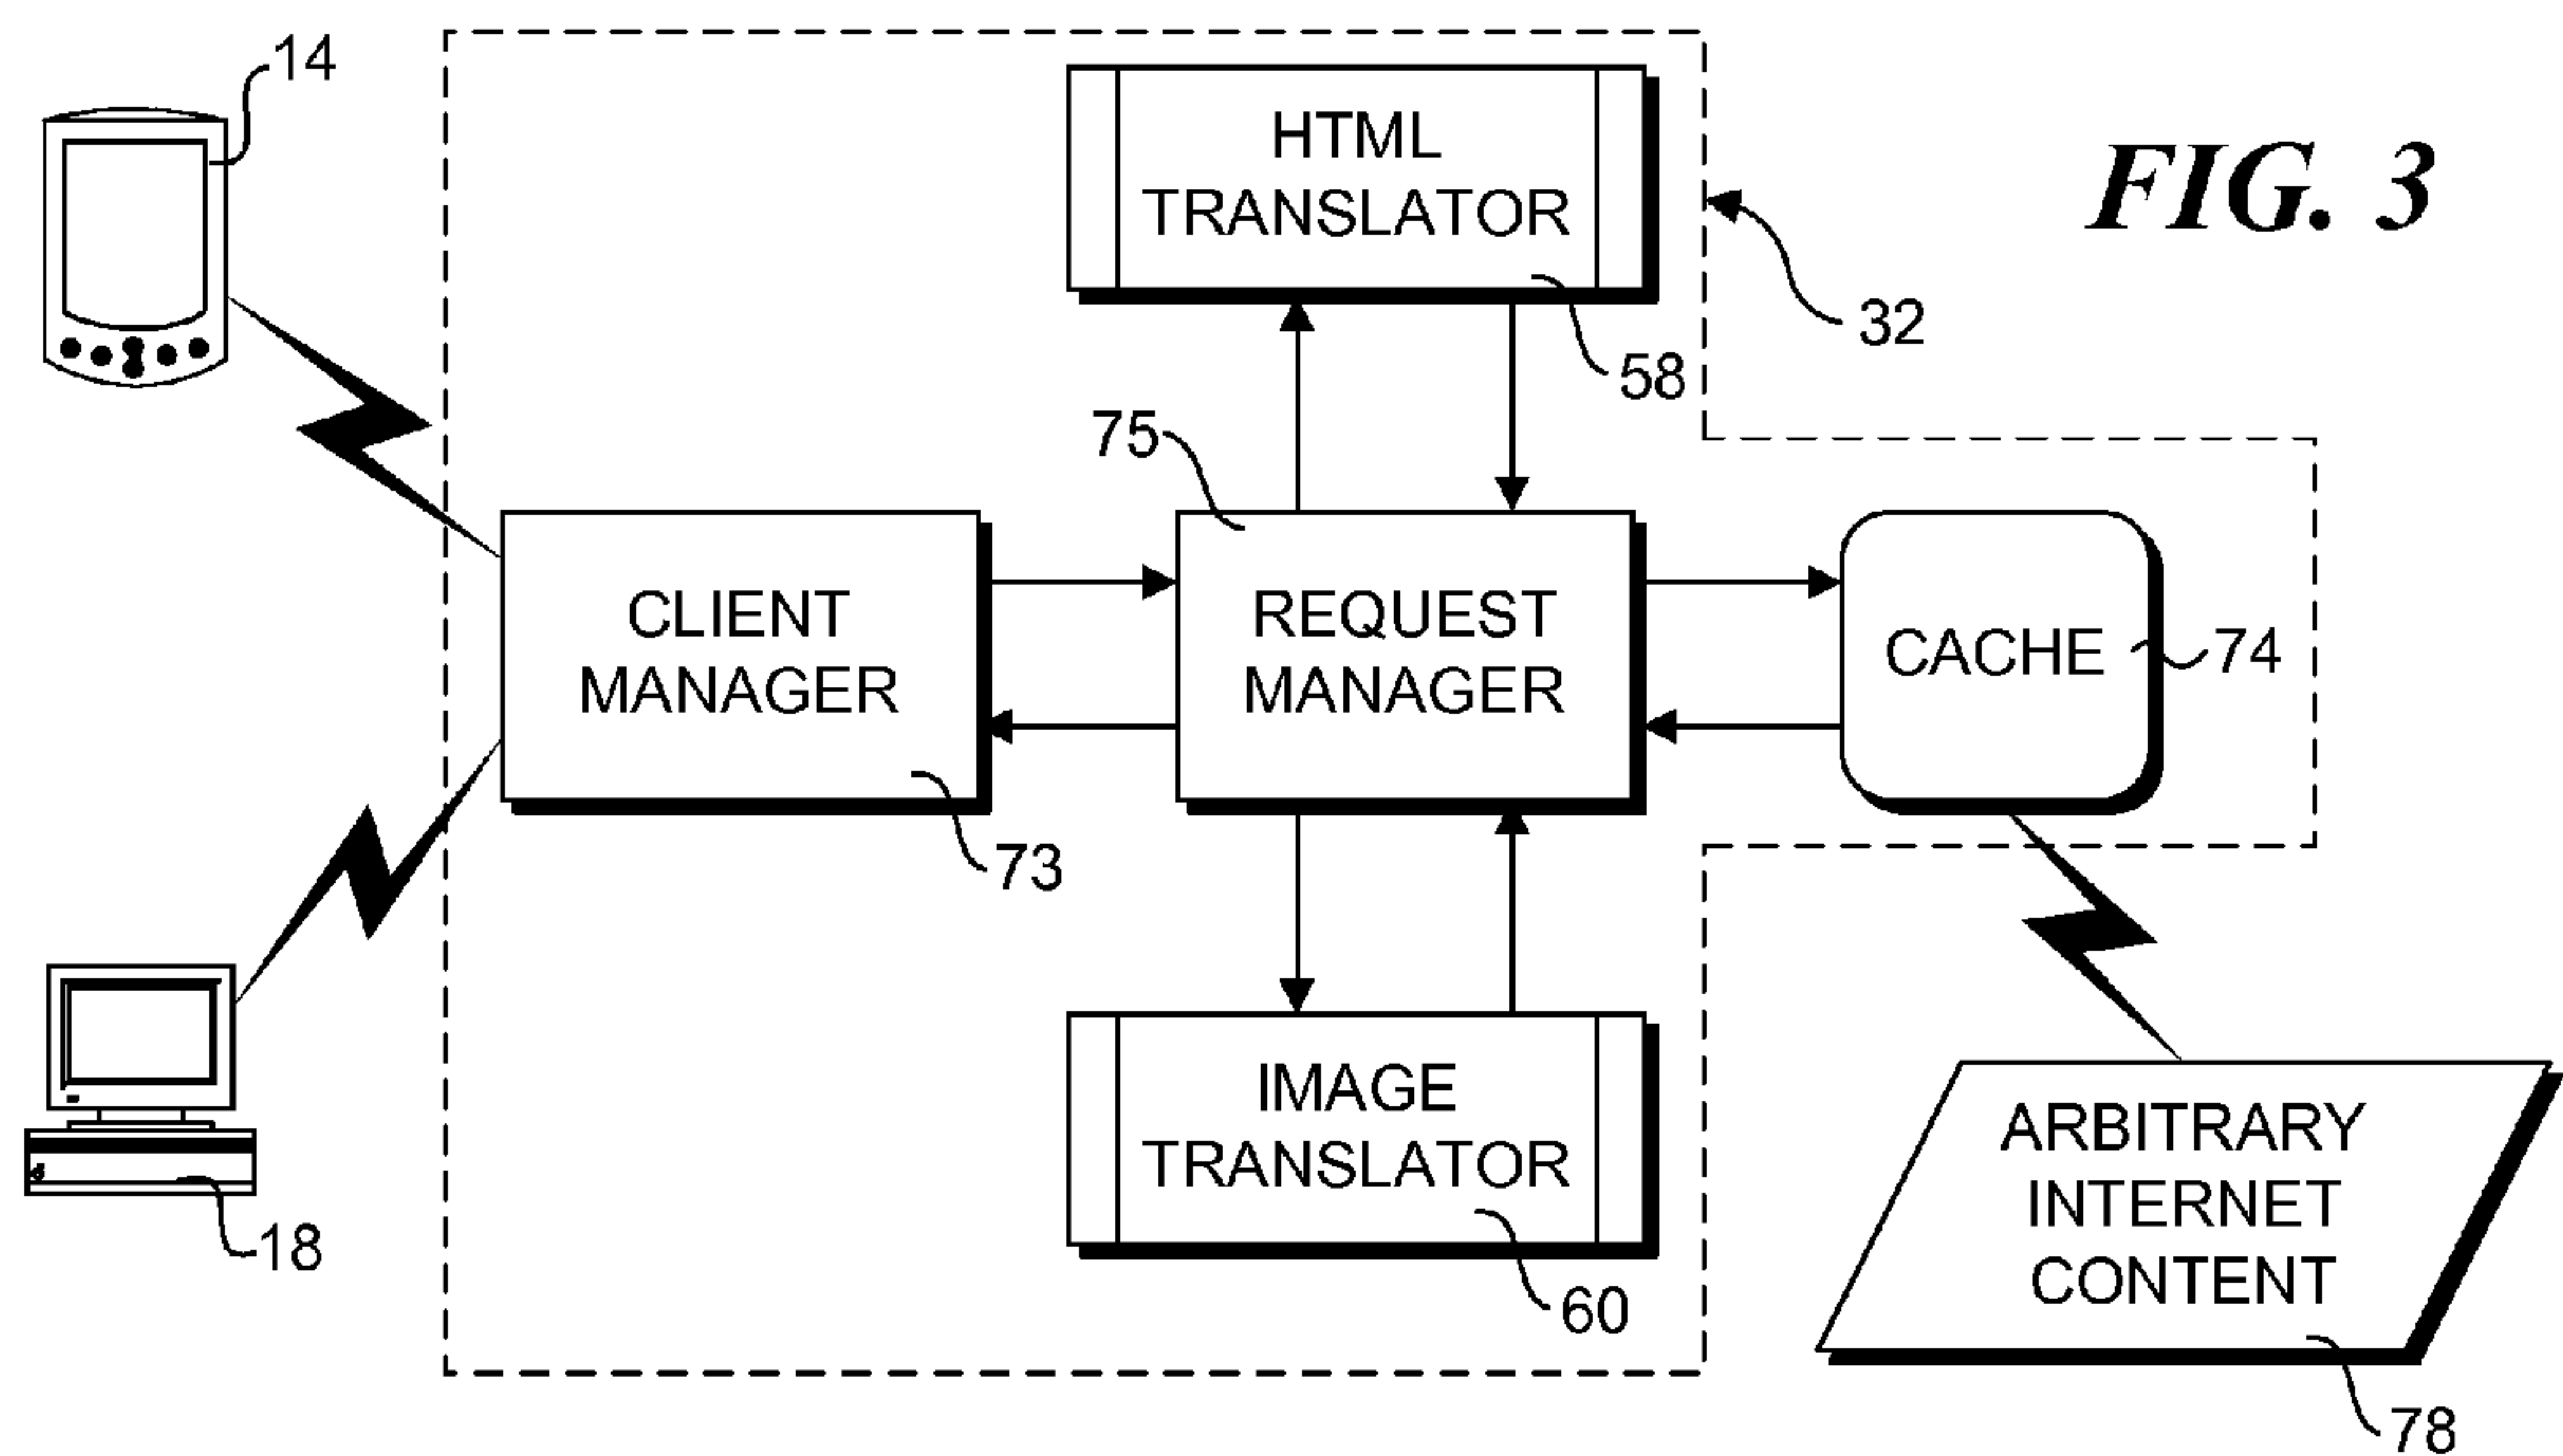 14
HTML
TRANSLATOR
FIG. 3
32
58
75
CLIENT
MANAGER
REQUEST
MANAGER
CACHE
74
73
IMAGE
TRANSLATOR
ARBITRARY
INTERNET
CONTENT
18
60
78